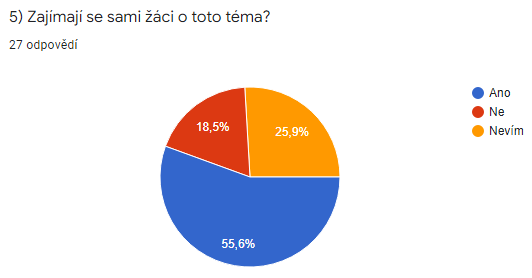 5) Zajímají se sami žáci o toto téma?
27 odpovědí
Ano
Ne
Nevím
18,5%
25,9%
55,6%